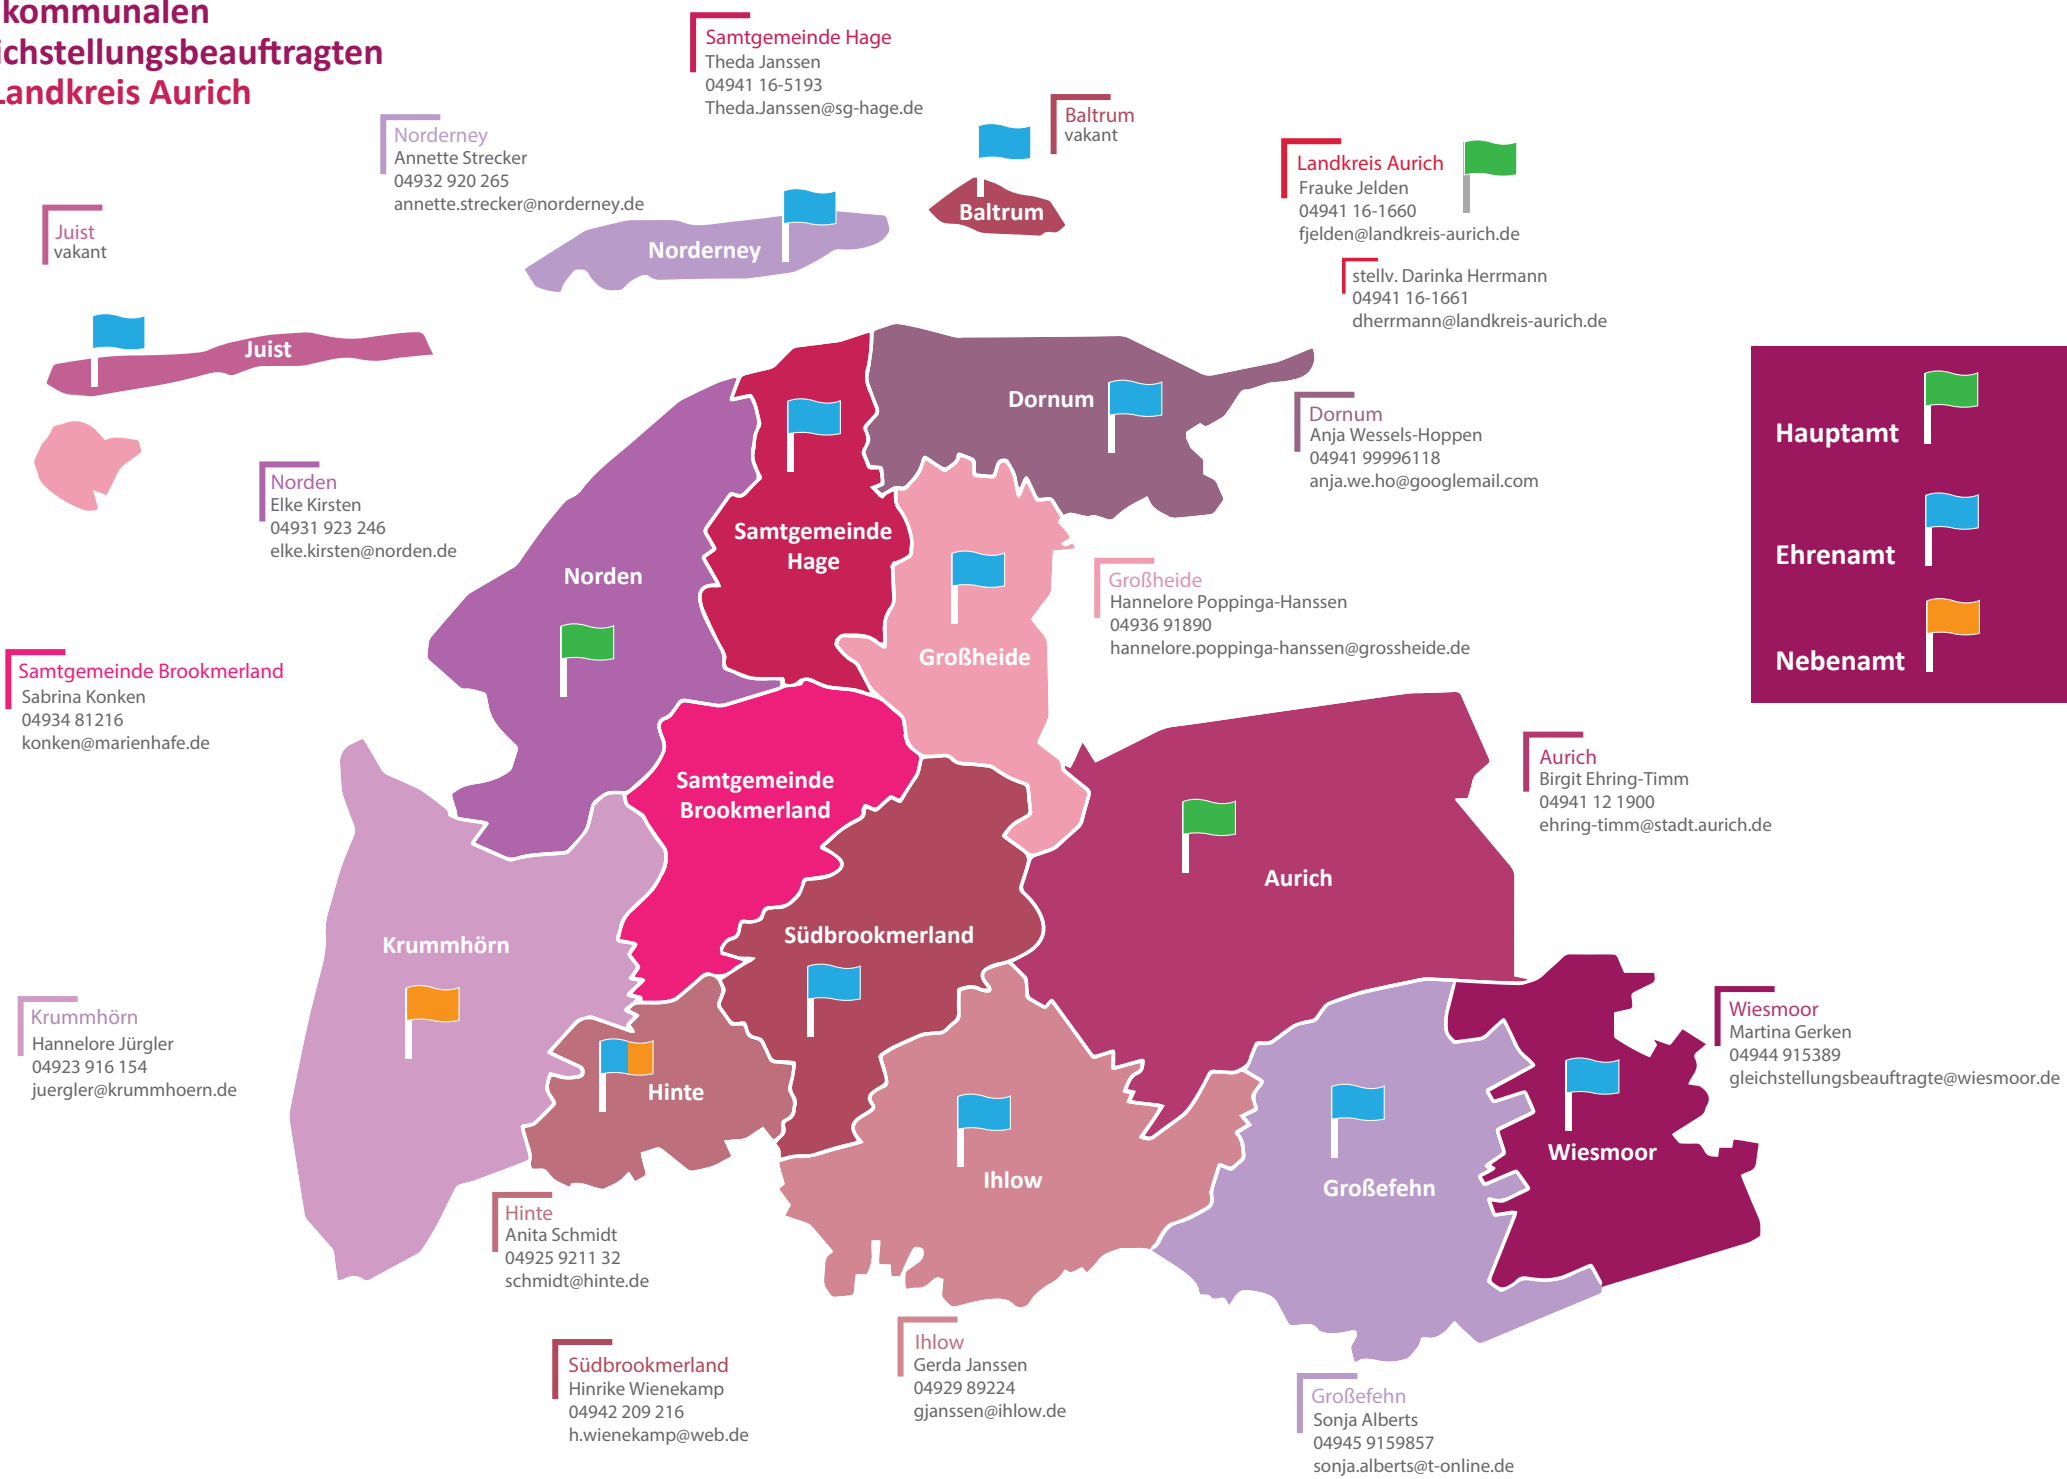 kommunalen
ichstellungsbeauftragten
Landkreis Aurich
Samtgemeinde Hage
Theda Janssen
04941 16-5193
Theda.Janssen@sg-hage.de
Baltrum
vakant
Norderney
Annette Strecker
04932 920 265
annette.strecker@norderney.de
Landkreis Aurich
Frauke Jelden
04941 16-1660
fjelden@landkreis-aurich.de
stellv. Darinka Herrmann
04941 16-1661
dherrmann@landkreis-aurich.de
Juist
vakant
Baltrum
Norderney
Juist
Dornum
Dornum
Anja Wessels-Hoppen
04941 99996118
anja.we.ho@googlemail.com
Hauptamt
Ehrenamt
Nebenamt
Norden
Elke Kirsten
04931 923 246
elke.kirsten@norden.de
Samtgemeinde
Hage
Norden
Großheide
Hannelore Poppinga-Hanssen
04936 91890
hannelore.poppinga-hanssen@grossheide.de
Großheide
Samtgemeinde Brookmerland
Sabrina Konken
04934 81216
konken@marienhafe.de
Samtgemeinde
Brookmerland
Aurich
Birgit Ehring-Timm
04941 12 1900
ehring-timm@stadt.aurich.de
Aurich
Südbrookmerland
Krummhörn
Krummhörn
Hannelore Jürgler
04923 916 154
juergler@krummhoern.de
Wiesmoor
Martina Gerken
04944 915389
gleichstellungsbeauftragte@wiesmoor.de
Hinte
Wiesmoor
Ihlow
Großefehn
Hinte
Anita Schmidt
04925 9211 32
schmidt@hinte.de
Südbrookmerland
Hinrike Wienekamp
04942 209 216
h.wienekamp@web.de
Ihlow
Gerda Janssen
04929 89224
gjanssen@ihlow.de
Großefehn
Sonja Alberts
04945 9159857
sonja.alberts@t-online.de